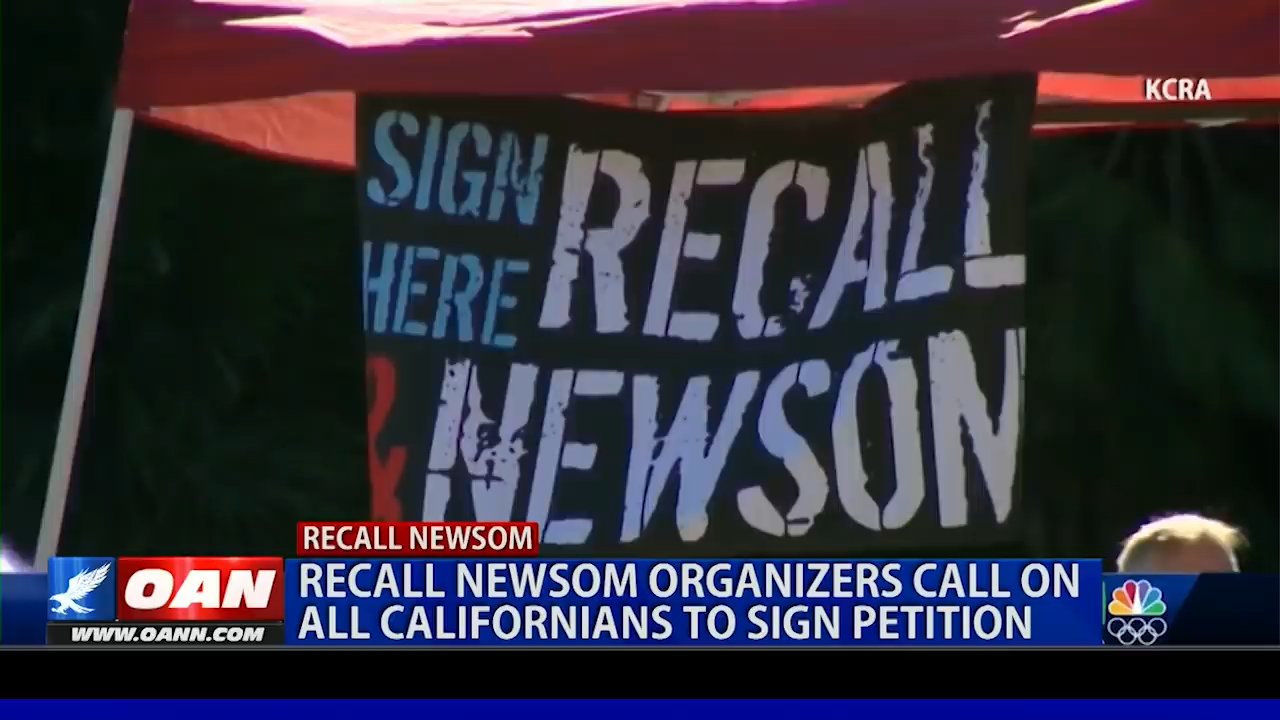 KCRA
SIGN
HERE
&
RECALL
NEWSON
RECALL NEWSOM
RECALL NEWSOM ORGANIZERS CALL ON
ALL CALIFORNIANS TO SIGN PETITION
OAN
WWW.OANN.COM